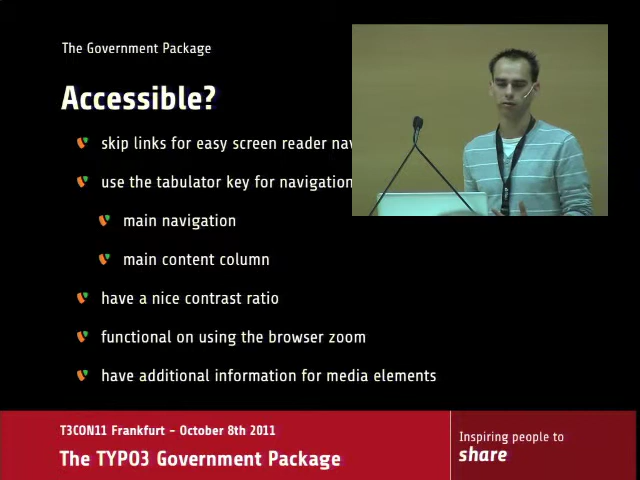 The Government Package
Accessible?
skip links for easy screen reader
use the tabulator key for navigation
main navigation
main content column
have a nice contrast ratio
functional on using the browser zoom
have additional information for media elements
T3CON11 Frankfurt - October 8th 2011
The TYPO3 Government Package
Inspiring people to
share